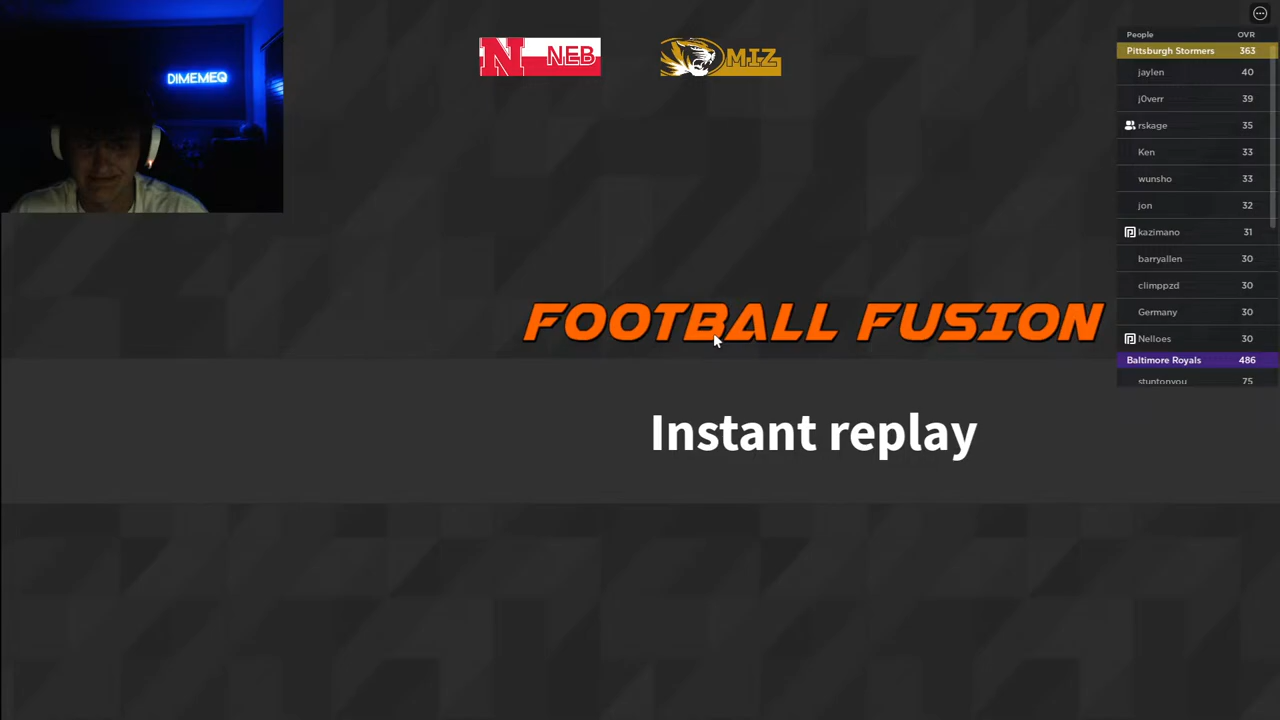 DIMEMEQ
N NEB
MIZ
People OVR
Pittsburgh Stormers 363
jaylen 40
j0verr 39
rskage 35
Ken 33
wunsho 33
jon 32
kazimano 31
barryallen 30
climppzd 30
Germany 30
Nelloes 30
Baltimore Royals 486
stuntonyou 75
FOOTBALL FUSION
Instant replay